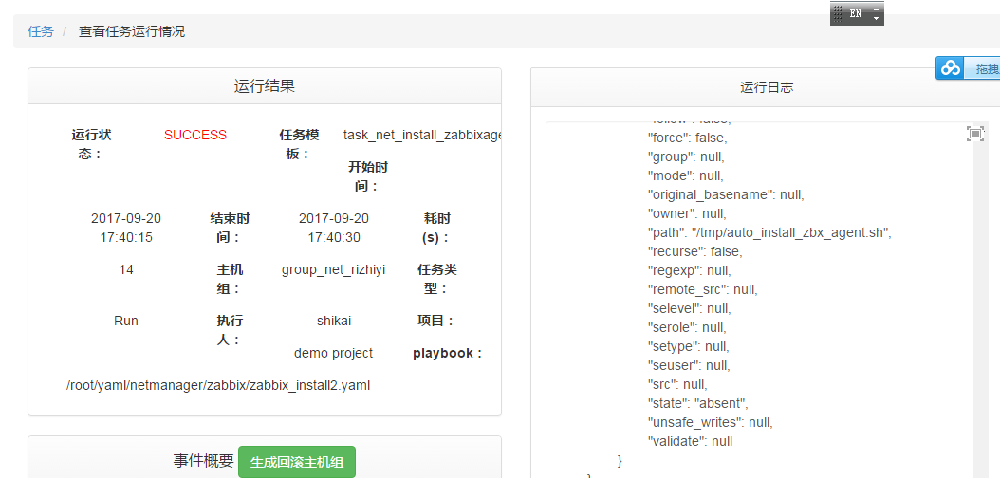 EN
任务 / 查看任务运行情况
拖拽
运行结果
运行状态：
SUCCESS
任务模板：
task_net_install_zabbixage
开始时间：
2017-09-20 17:40:15
结束时间：
2017-09-20 17:40:30
耗时(s)：
14
主机组：
group_net_rizhiyi
任务类型：
Run
执行人：
shikai
项目：
demo project
playbook：
/root/yaml/netmanager/zabbix/zabbix_install2.yaml
事件概要 生成回滚主机组
运行日志
"follow": false,
"force": false,
"group": null,
"mode": null,
"original_basename": null,
"owner": null,
"path": "/tmp/auto_install_zbx_agent.sh",
"recurse": false,
"regexp": null,
"remote_src": null,
"selevel": null,
"serole": null,
"setype": null,
"seuser": null,
"src": null,
"state": "absent",
"unsafe_writes": null,
"validate": null
}
}